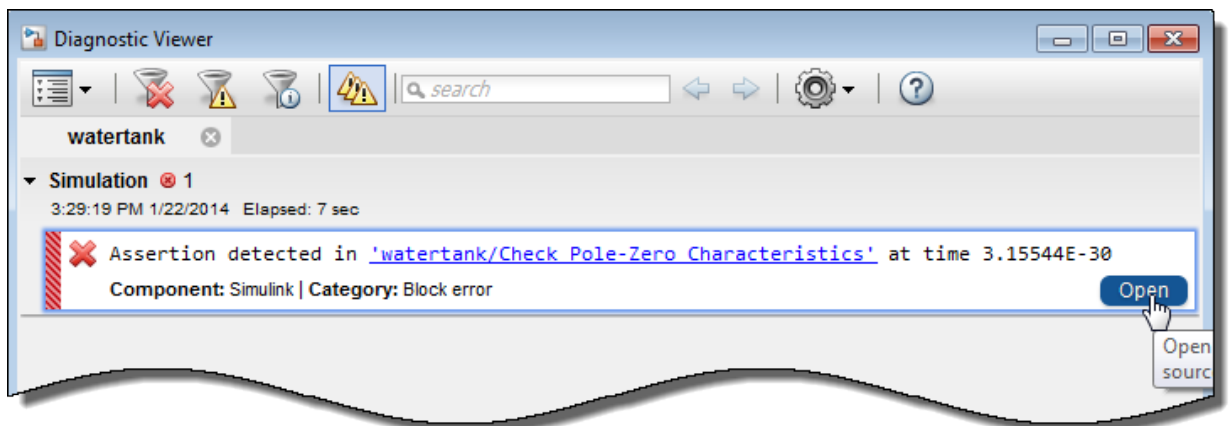 Diagnostic Viewer
search
watertank
Simulation 1
3:29:19 PM 1/22/2014 Elapsed: 7 sec
Assertion detected in 'watertank/Check Pole-Zero Characteristics' at time 3.15544E-30
Component: Simulink | Category: Block error
Open
Open
sourc